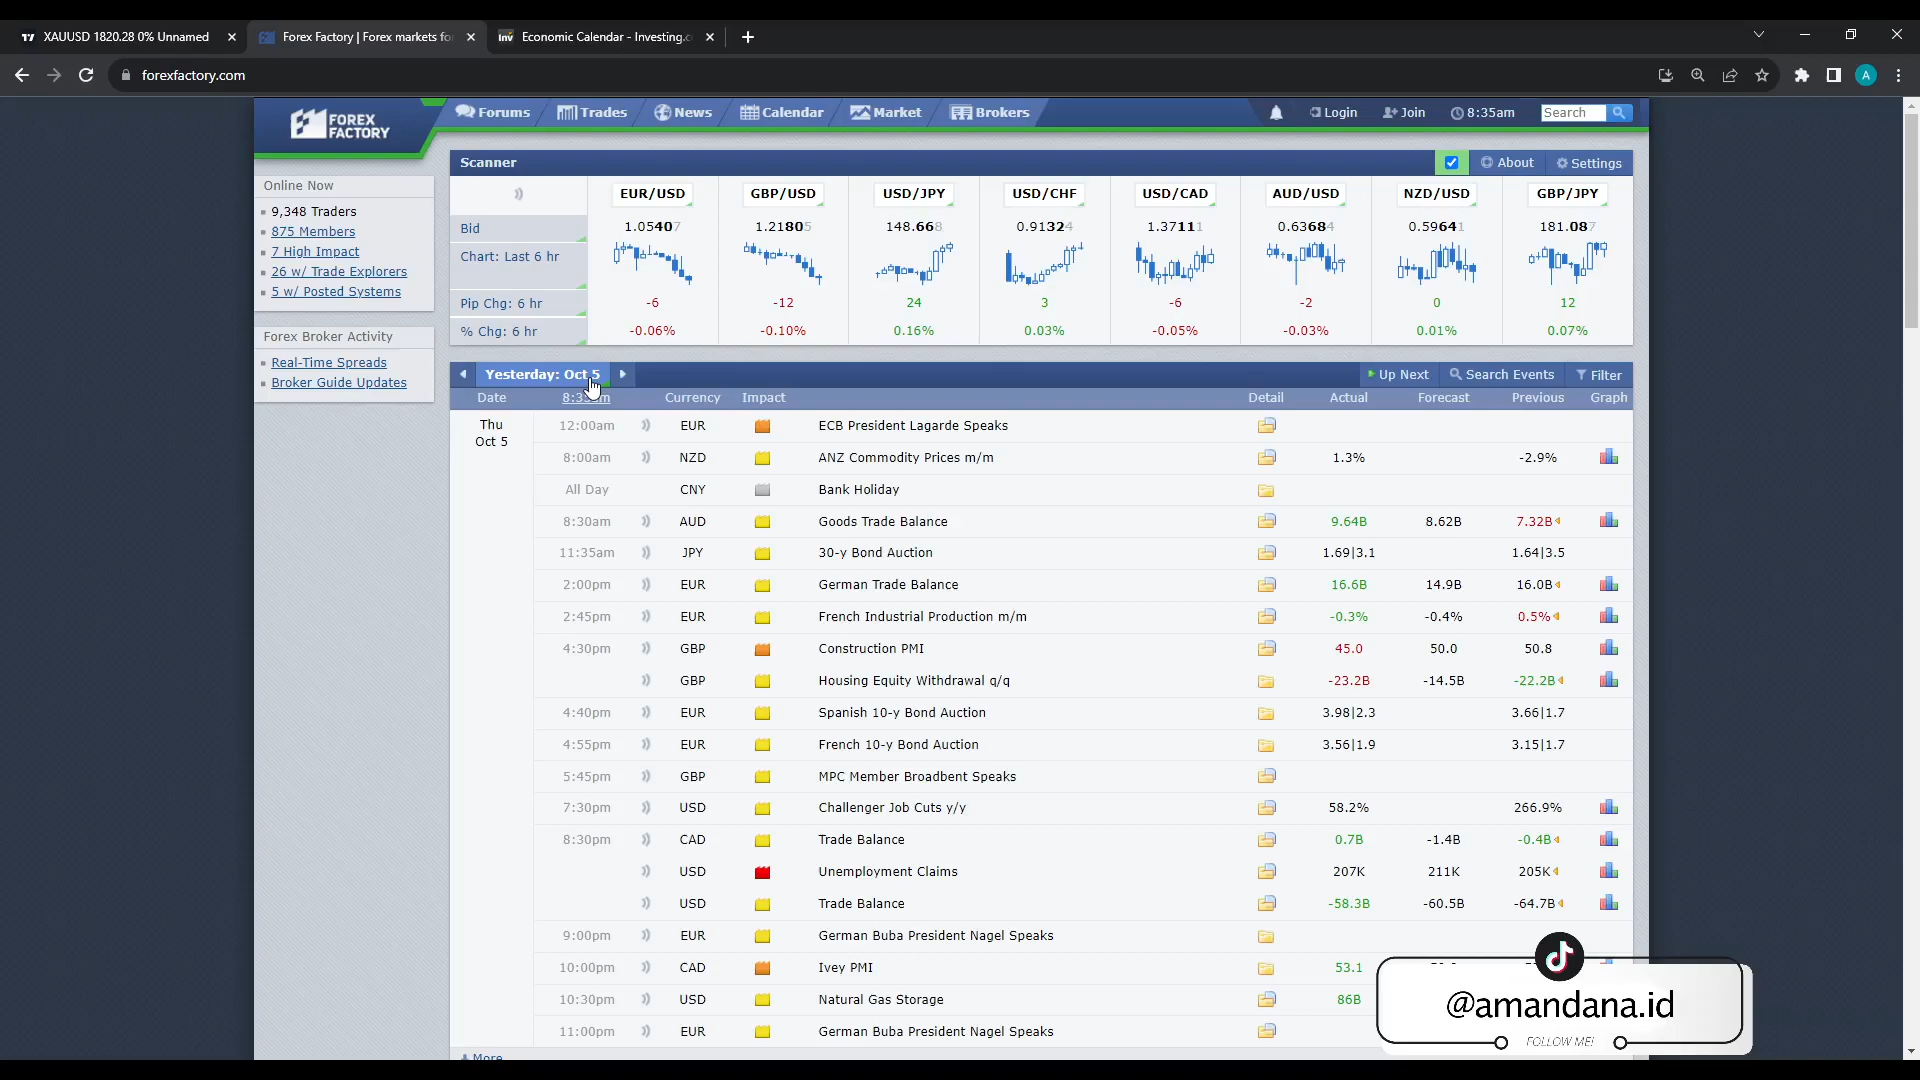 XAUUSD 1820.28 0% Unnamed
Forex Factory | Forex markets fo
Economic Calendar - Investing.c
forexfactory.com
A
FOREX FACTORY
Forums Trades News Calendar Market Brokers Login Join 8:35am Search
Online Now
9,348 Traders
875 Members
7 High Impact
26 w/ Trade Explorers
5 w/ Posted Systems
Forex Broker Activity
Real-Time Spreads
Broker Guide Updates
Scanner About Settings
EUR/USD GBP/USD USD/JPY USD/CHF USD/CAD AUD/USD NZD/USD GBP/JPY
Bid 1.05407 1.21805 148.668 0.91324 1.37111 0.63684 0.59641 181.087
Chart: Last 6 hr
Pip Chg: 6 hr -6 -12 24 3 -6 -2 0 12
% Chg: 6 hr -0.06% -0.10% 0.16% 0.03% -0.05% -0.03% 0.01% 0.07%
Yesterday: Oct 5 Up Next Search Events Filter
Date Currency Impact Detail Actual Forecast Previous Graph
Thu Oct 5 12:00am EUR ECB President Lagarde Speaks
8:00am NZD ANZ Commodity Prices m/m 1.3% -2.9%
All Day CNY Bank Holiday
8:30am AUD Goods Trade Balance 9.64B 8.62B 7.32B
11:35am JPY 30-y Bond Auction 1.69|3.1 1.64|3.5
2:00pm EUR German Trade Balance 16.6B 14.9B 16.0B
2:45pm EUR French Industrial Production m/m -0.3% -0.4% 0.5%
4:30pm GBP Construction PMI 45.0 50.0 50.8
GBP Housing Equity Withdrawal q/q -23.2B -14.5B -22.2B
4:40pm EUR Spanish 10-y Bond Auction 3.98|2.3 3.66|1.7
4:55pm EUR French 10-y Bond Auction 3.56|1.9 3.15|1.7
5:45pm GBP MPC Member Broadbent Speaks
7:30pm USD Challenger Job Cuts y/y 58.2% 266.9%
8:30pm CAD Trade Balance 0.7B -1.4B -0.4B
USD Unemployment Claims 207K 211K 205K
USD Trade Balance -58.3B -60.5B -64.7B
9:00pm EUR German Buba President Nagel Speaks
10:00pm CAD Ivey PMI 53.1
10:30pm USD Natural Gas Storage 86B
11:00pm EUR German Buba President Nagel Speaks
More
@amandana.id
FOLLOW ME!